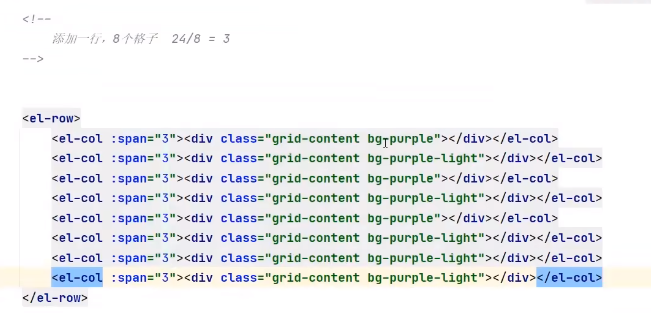 <!--
添加一行，8个格子 24/8 = 3
-->
<el-row>
<el-col :span="3"><div class="grid-content bg-purple"></div></el-col>
<el-col :span="3"><div class="grid-content bg-purple-light"></div></el-col>
<el-col :span="3"><div class="grid-content bg-purple"></div></el-col>
<el-col :span="3"><div class="grid-content bg-purple-light"></div></el-col>
<el-col :span="3"><div class="grid-content bg-purple"></div></el-col>
<el-col :span="3"><div class="grid-content bg-purple-light"></div></el-col>
<el-col :span="3"><div class="grid-content bg-purple-light"></div></el-col>
<el-col :span="3"><div class="grid-content bg-purple-light"></div></el-col>
</el-row>